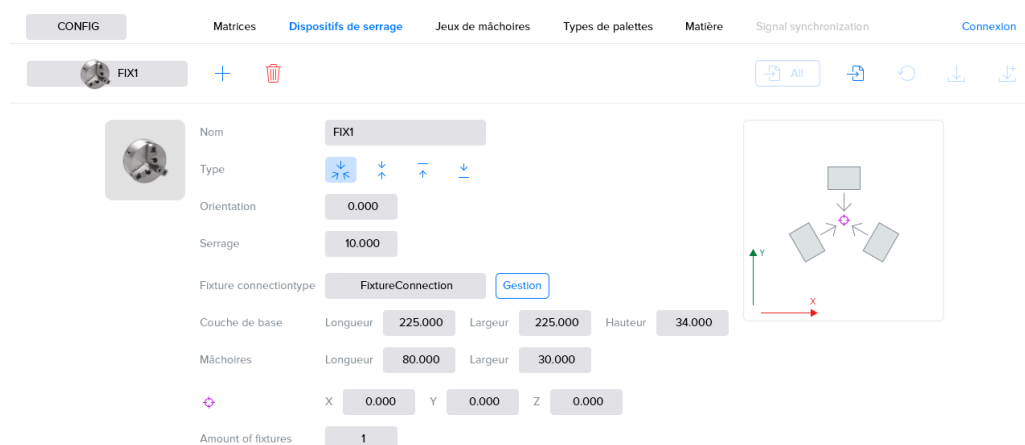 CONFIG Matrices Dispositifs de serrage Jeux de mâchoires Types de palettes Matière Signal synchronization Connexion
FIX1 All
Nom FIX1
Type
Orientation 0.000
Serrage 10.000
Fixture connectiontype FixtureConnection Gestion
Couche de base Longueur 225.000 Largeur 225.000 Hauteur 34.000
Mâchoires Longueur 80.000 Largeur 30.000
X 0.000 Y 0.000 Z 0.000
Amount of fixtures 1
Y
X